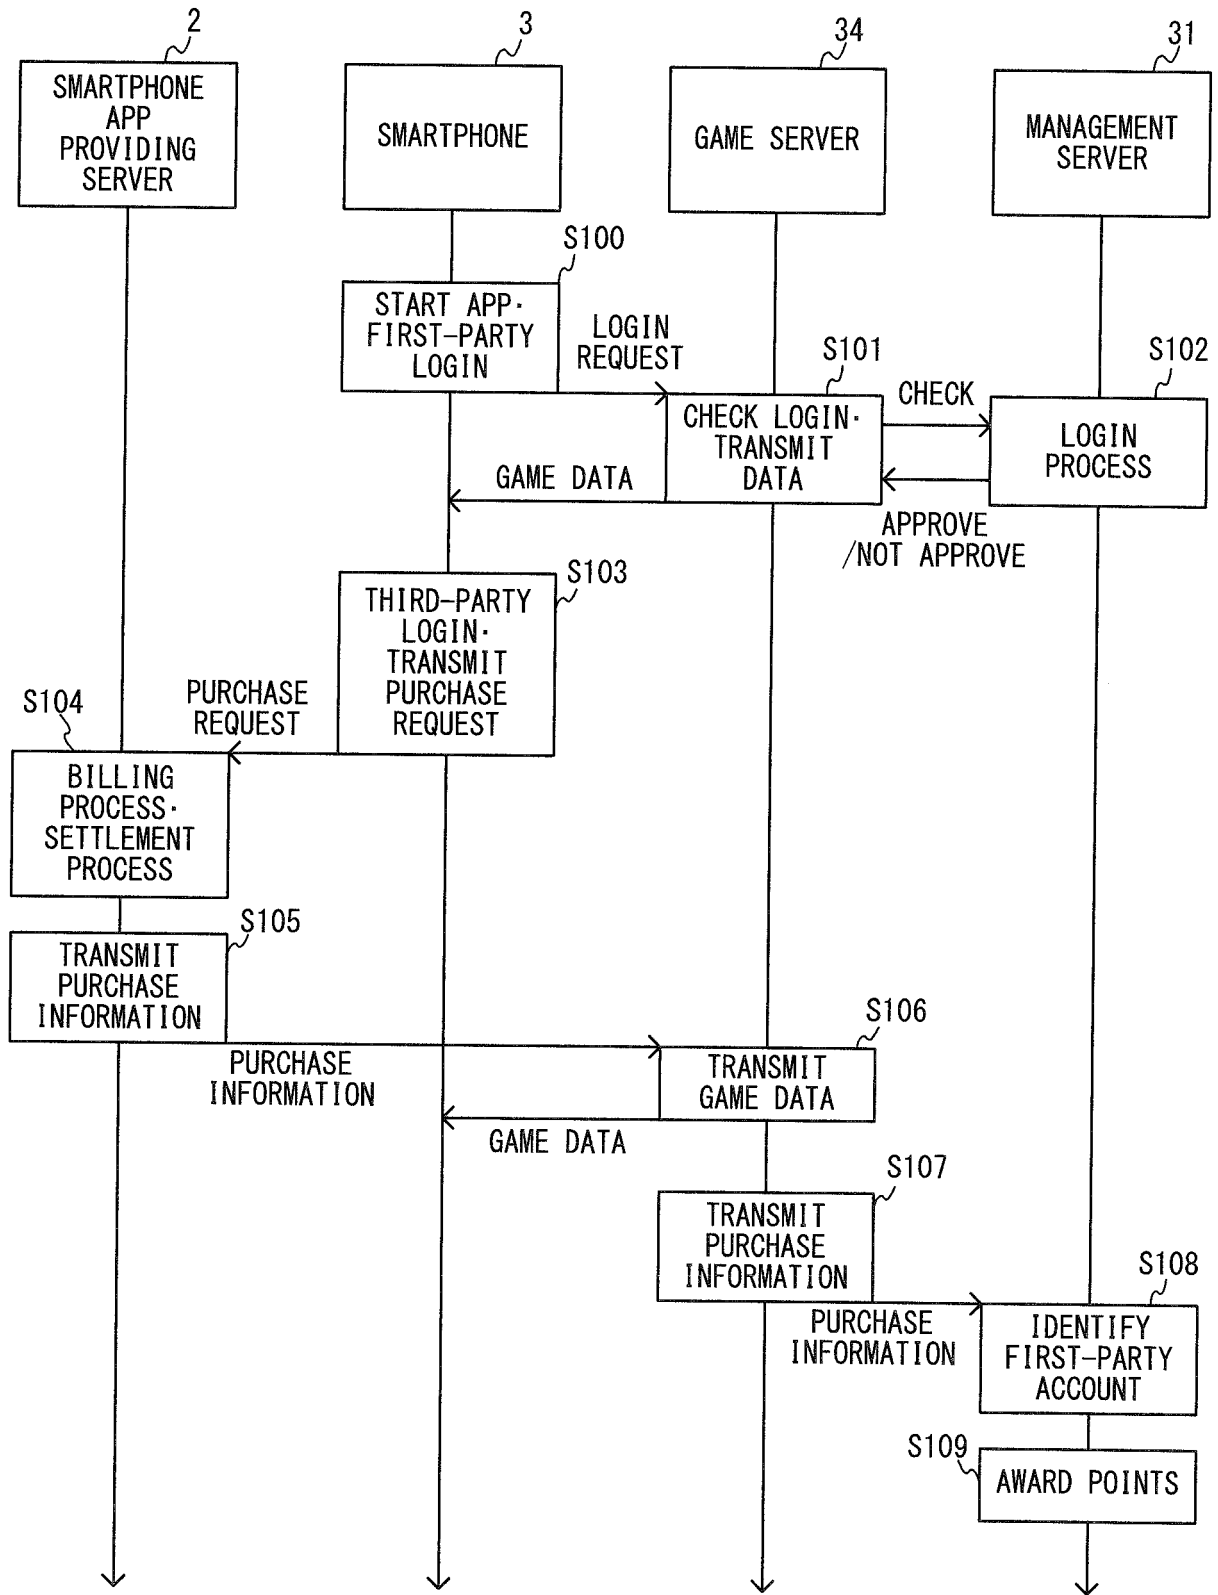 2
3
34
31
SMARTPHONE
APP
PROVIDING
SERVER
SMARTPHONE
GAME SERVER
MANAGEMENT
SERVER
S100
START APP·
FIRST-PARTY
LOGIN
LOGIN
REQUEST
S101
CHECK LOGIN·
TRANSMIT
DATA
CHECK
S102
LOGIN
PROCESS
GAME DATA
APPROVE
/NOT APPROVE
S103
THIRD-PARTY
LOGIN·
TRANSMIT
PURCHASE
REQUEST
PURCHASE
REQUEST
S104
BILLING
PROCESS·
SETTLEMENT
PROCESS
S105
TRANSMIT
PURCHASE
INFORMATION
PURCHASE
INFORMATION
S106
TRANSMIT
GAME DATA
GAME DATA
S107
TRANSMIT
PURCHASE
INFORMATION
PURCHASE
INFORMATION
S108
IDENTIFY
FIRST-PARTY
ACCOUNT
S109
AWARD POINTS